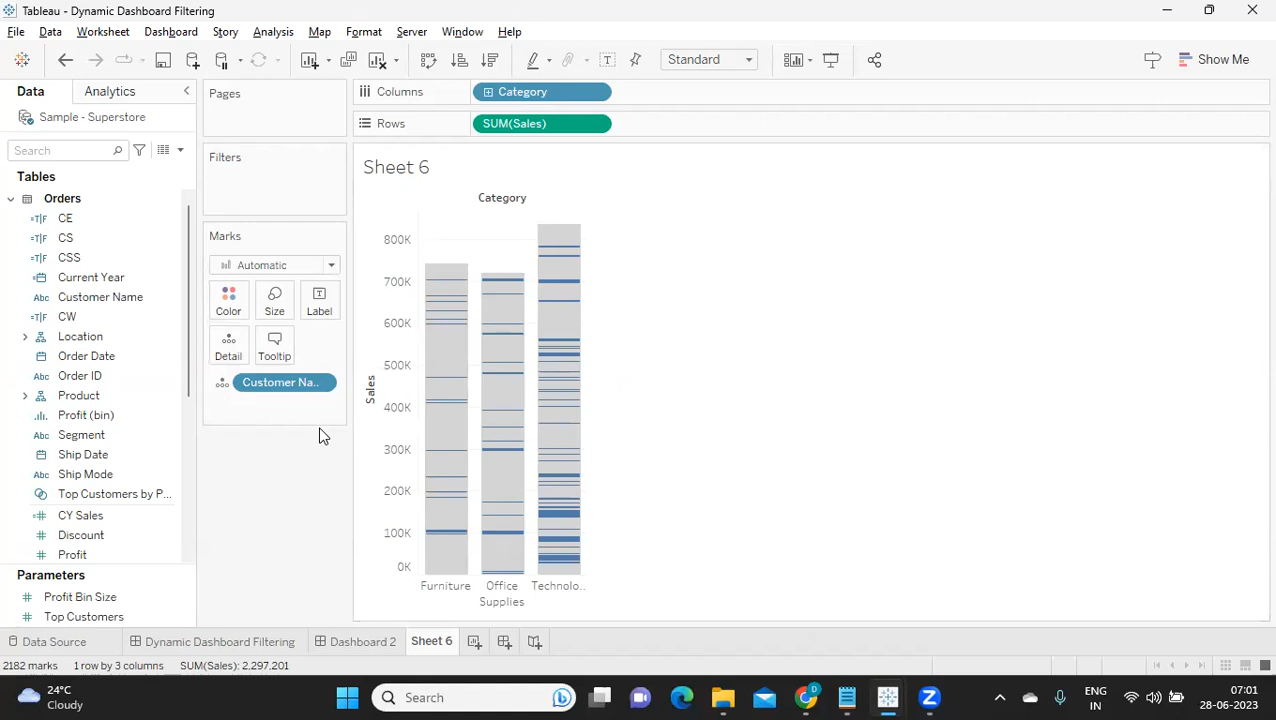 Tableau - Dynamic Dashboard Filtering
File Data Worksheet Dashboard Story Analysis Map Format Server Window Help
Standard
Show Me
Data Analytics
Sample - Superstore
Search
Tables
Orders
=T|F CE
=T|F CS
=T|F CSS
Current Year
Abc Customer Name
=T|F CW
Location
Order Date
Abc Order ID
Product
Profit (bin)
Abc Segment
Ship Date
Abc Ship Mode
Top Customers by P...
CY Sales
Discount
Profit
Parameters
Profit Bin Size
Top Customers
Pages
Filters
Marks
Automatic
Color Size Label
Detail Tooltip
Customer Na..
Columns Category
Rows SUM(Sales)
Sheet 6
Category
Sales
800K
700K
600K
500K
400K
300K
200K
100K
0K
Furniture Office Supplies Technolo..
Data Source Dynamic Dashboard Filtering Dashboard 2 Sheet 6
2182 marks 1 row by 3 columns SUM(Sales): 2,297,201
24°C
Cloudy
Search
ENG
IN
07:01
28-06-2023